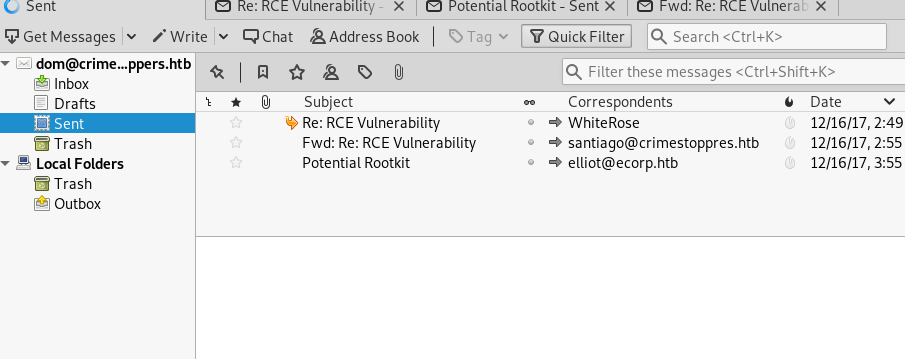 Sent
Re: RCE Vulnerability - Potential Rootkit - Sent Fwd: Re: RCE Vulnerab
Get Messages Write Chat Address Book Tag Quick Filter Search <Ctrl+K>
dom@crime...ppers.htb
Inbox
Drafts
Sent
Trash
Local Folders
Trash
Outbox
Filter these messages <Ctrl+Shift+K>
Subject Correspondents Date
Re: RCE Vulnerability WhiteRose 12/16/17, 2:49
Fwd: Re: RCE Vulnerability santiago@crimestoppres.htb 12/16/17, 2:55
Potential Rootkit elliot@ecorp.htb 12/16/17, 3:55